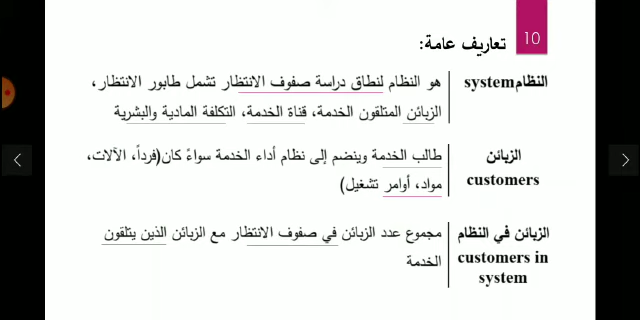 10
تعاريف عامة:
النظام system
هو النظام لنطاق دراسة صفوف الانتظار تشمل طابور الانتظار،
الزبائن المتلقون الخدمة، قناة الخدمة، التكلفة المادية والبشرية
الزبائن
customers
طالب الخدمة وينضم إلى نظام أداء الخدمة سواءً كان(فرداً، الآلات،
مواد، أوامر تشغيل)
الزبائن في النظام
customers in
system
مجموع عدد الزبائن في صفوف الانتظار مع الزبائن الذين يتلقون
الخدمة